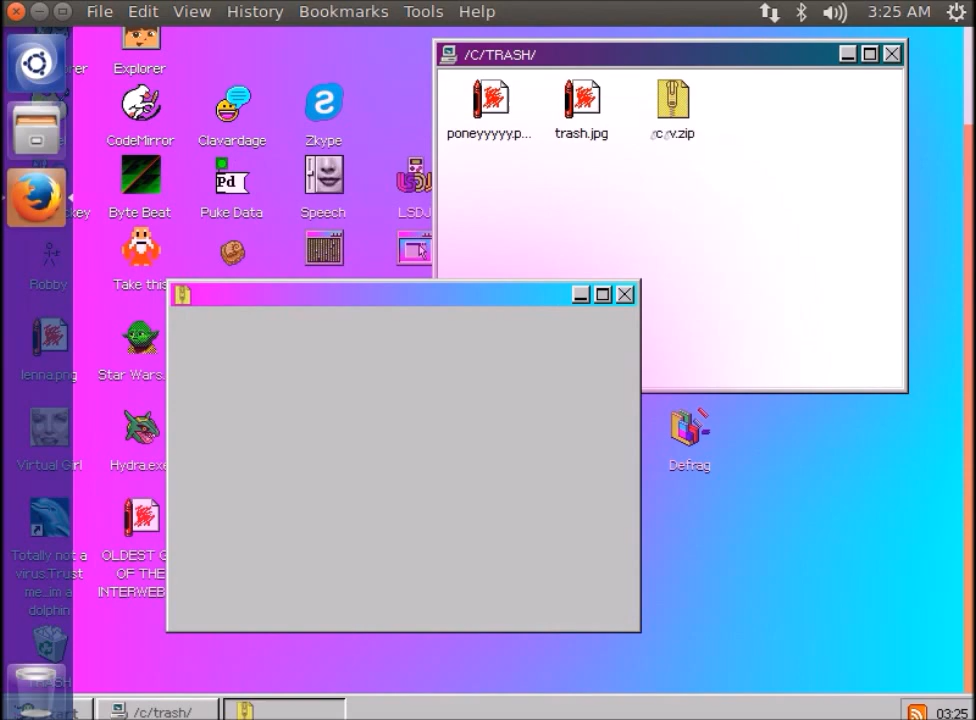 File Edit View History Bookmarks Tools Help 3:25 AM
Explorer
/C/TRASH/
CodeMirror Clavardage Zkype
poneyyyyy.p... trash.jpg
Byte Beat Puke Data Speech LSDJ
Robby
Take this
lenna.png Star Wars.
Virtual Girl Hydra.exe
Defrag
Totally not a
virus.Trust
me..im a
dolphin
OLDEST G
OF THE
INTERWEB
TRASH
/c/trash/ 03:25